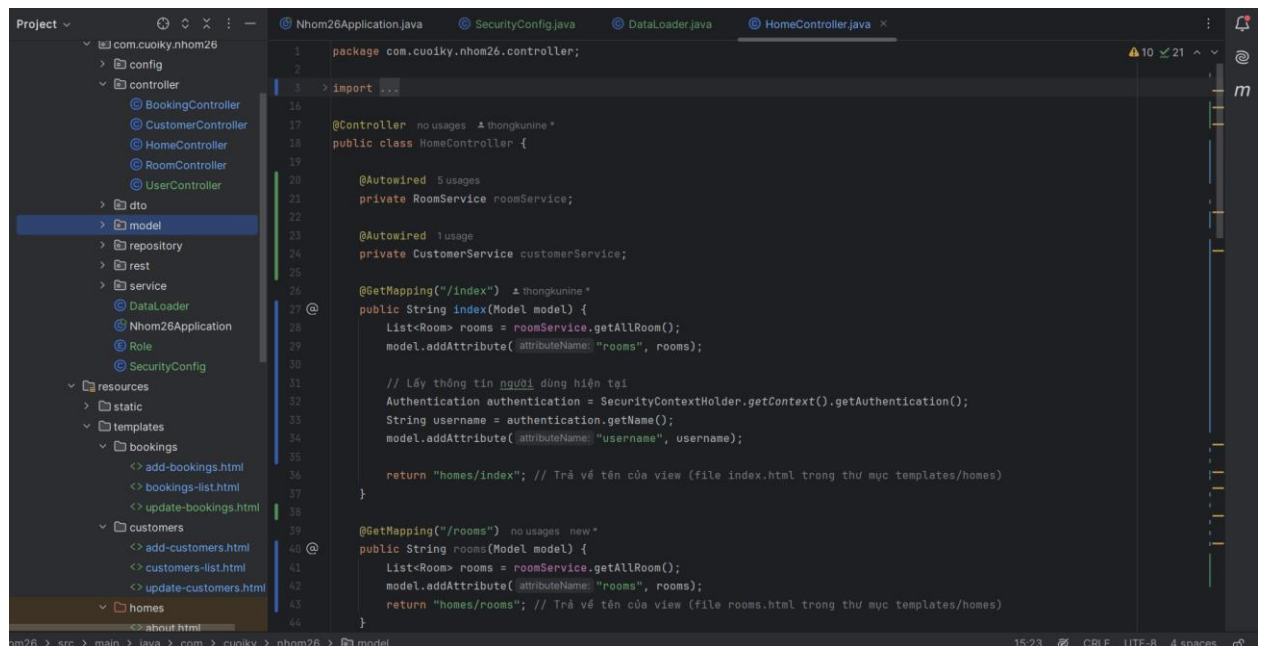 Project
Nhom26Application.java
SecurityConfig.java
DataLoader.java
HomeController.java
com.cuoiky.nhom26
config
controller
BookingController
CustomerController
HomeController
RoomController
UserController
dto
model
repository
rest
service
DataLoader
Nhom26Application
Role
SecurityConfig
resources
static
templates
bookings
add-bookings.html
bookings-list.html
update-bookings.html
customers
add-customers.html
customers-list.html
update-customers.html
homes
about.html
10 21
m
1 package com.cuoiky.nhom26.controller;
2
3 > import ...
16
17 @Controller no usages thongkunine *
18 public class HomeController {
19
20 @Autowired 5 usages
21 private RoomService roomService;
22
23 @Autowired 1 usage
24 private CustomerService customerService;
25
26 @GetMapping("/index") thongkunine *
27 @ public String index(Model model) {
28 List<Room> rooms = roomService.getAllRoom();
29 model.addAttribute( attributeName: "rooms", rooms);
30
31 // Lấy thông tin người dùng hiện tại
32 Authentication authentication = SecurityContextHolder.getContext().getAuthentication();
33 String username = authentication.getName();
34 model.addAttribute( attributeName: "username", username);
35
36 return "homes/index"; // Trả về tên của view (file index.html trong thư mục templates/homes)
37 }
38
39 @GetMapping("/rooms") no usages new *
40 @ public String rooms(Model model) {
41 List<Room> rooms = roomService.getAllRoom();
42 model.addAttribute( attributeName: "rooms", rooms);
43 return "homes/rooms"; // Trả về tên của view (file rooms.html trong thư mục templates/homes)
44 }
om26 > src > main > java > com > cuoiky > nhom26 > model
15:23 CRLF UTF-8 4 spaces